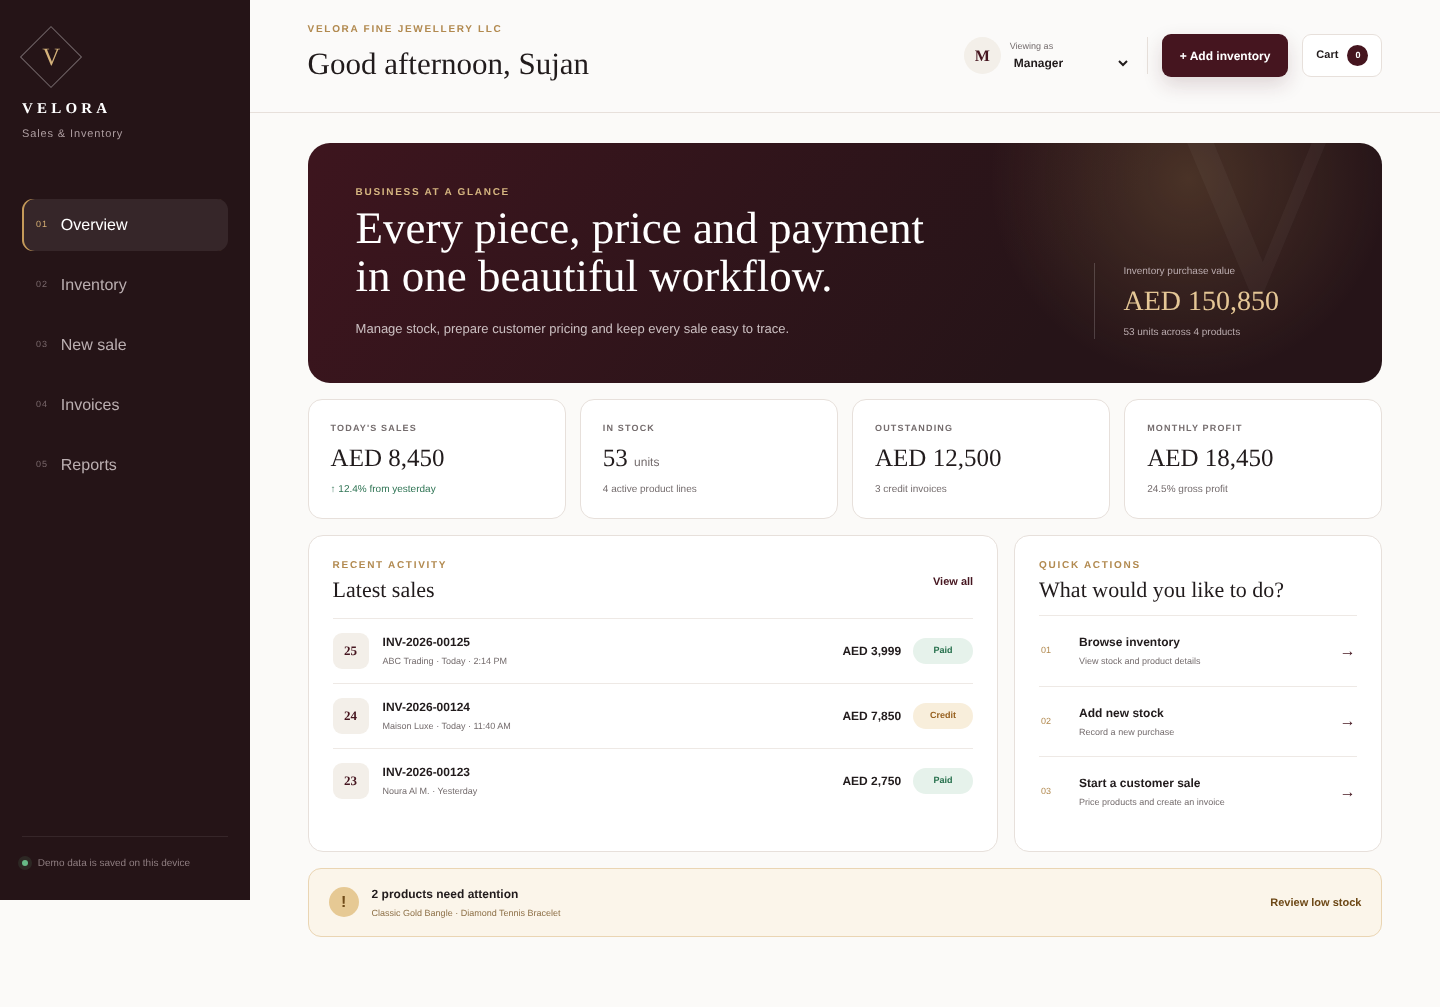 V
VELORA
Sales & Inventory
01 Overview
02 Inventory
03 New sale
04 Invoices
05 Reports
Demo data is saved on this device
VELORA FINE JEWELLERY LLC
Good afternoon, Sujan
M
Viewing as
Manager
+ Add inventory
Cart 0
BUSINESS AT A GLANCE
Every piece, price and payment
in one beautiful workflow.
Manage stock, prepare customer pricing and keep every sale easy to trace.
V
Inventory purchase value
AED 150,850
53 units across 4 products
TODAY'S SALES
AED 8,450
↑ 12.4% from yesterday
IN STOCK
53 units
4 active product lines
OUTSTANDING
AED 12,500
3 credit invoices
MONTHLY PROFIT
AED 18,450
24.5% gross profit
RECENT ACTIVITY
Latest sales
View all
25
INV-2026-00125
ABC Trading · Today · 2:14 PM
AED 3,999
Paid
24
INV-2026-00124
Maison Luxe · Today · 11:40 AM
AED 7,850
Credit
23
INV-2026-00123
Noura Al M. · Yesterday
AED 2,750
Paid
QUICK ACTIONS
What would you like to do?
01
Browse inventory
View stock and product details
→
02
Add new stock
Record a new purchase
→
03
Start a customer sale
Price products and create an invoice
→
!
2 products need attention
Classic Gold Bangle · Diamond Tennis Bracelet
Review low stock